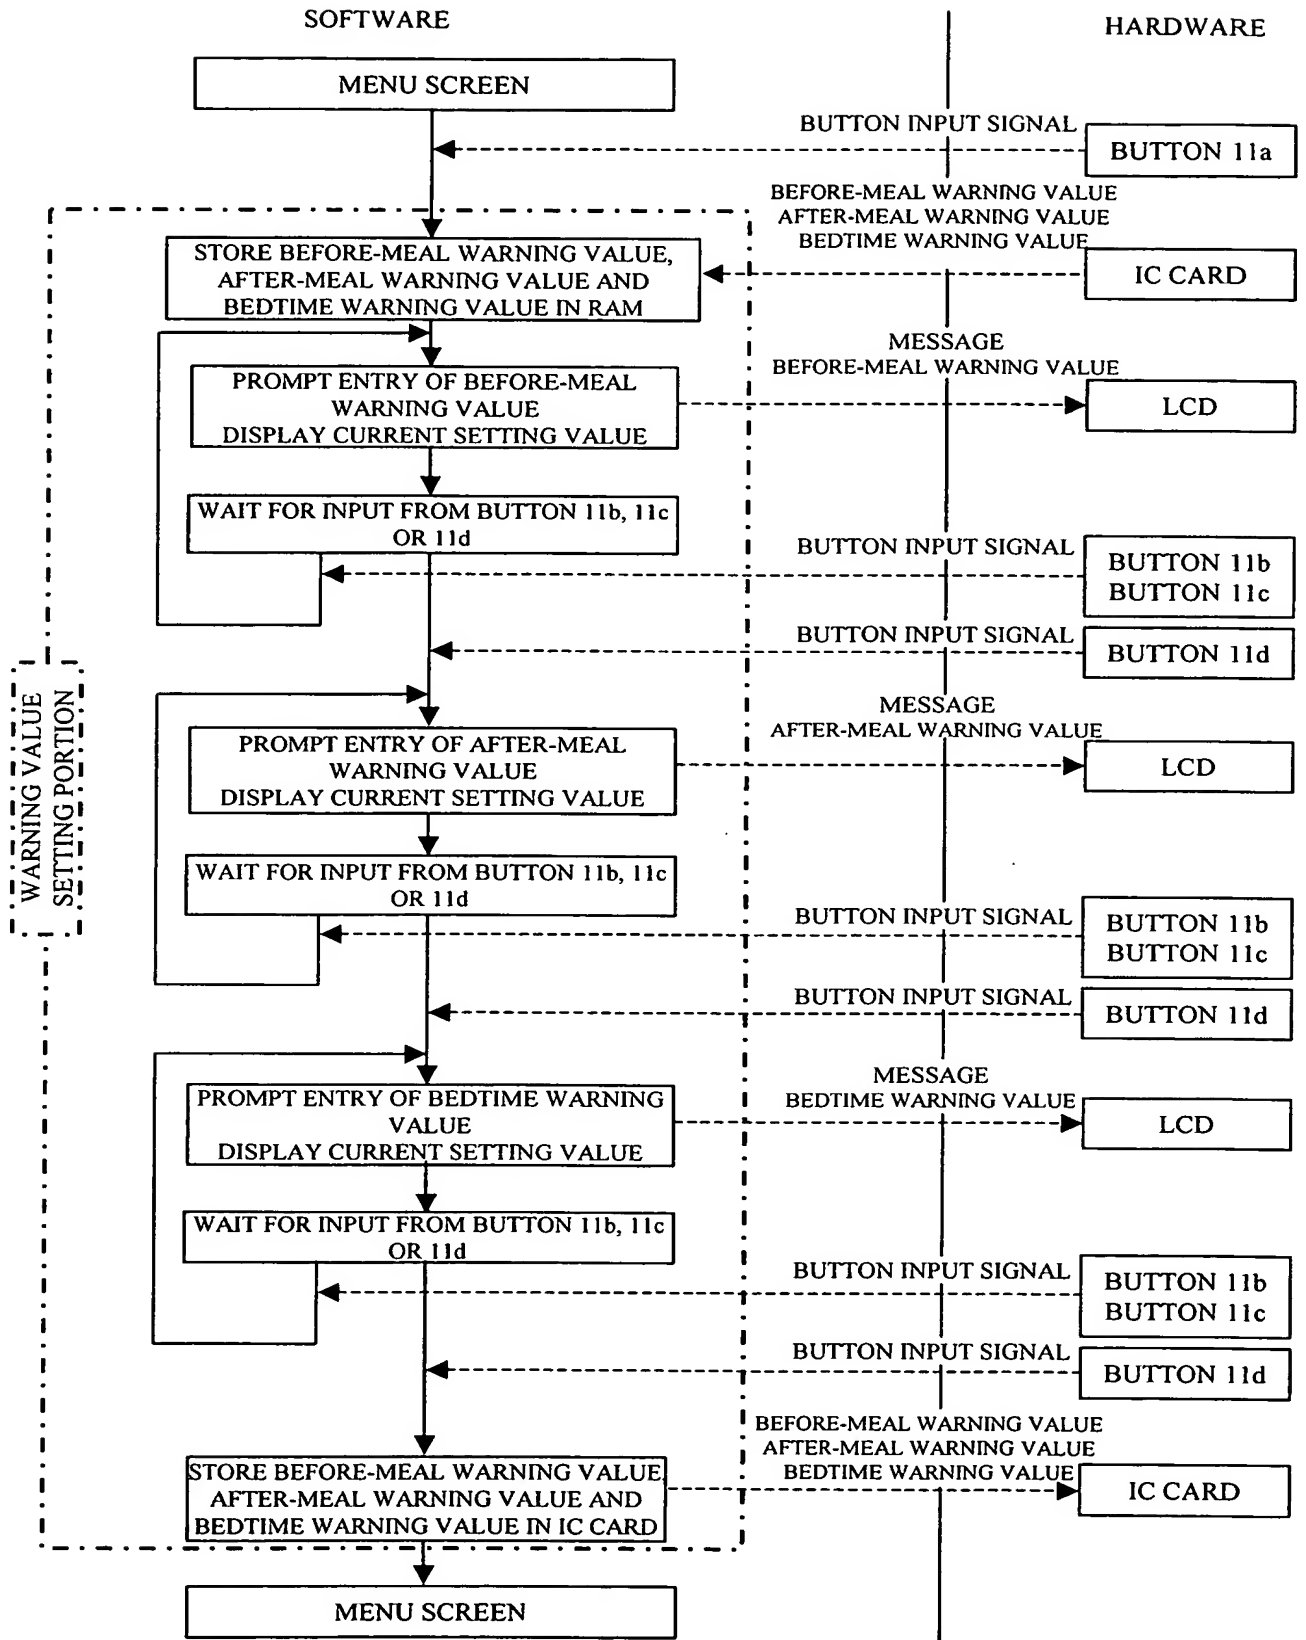 SOFTWARE
HARDWARE
MENU SCREEN
BUTTON INPUT SIGNAL
BUTTON 11a
BEFORE-MEAL WARNING VALUE
AFTER-MEAL WARNING VALUE
BEDTIME WARNING VALUE
IC CARD
STORE BEFORE-MEAL WARNING VALUE,
AFTER-MEAL WARNING VALUE AND
BEDTIME WARNING VALUE IN RAM
MESSAGE
BEFORE-MEAL WARNING VALUE
LCD
PROMPT ENTRY OF BEFORE-MEAL
WARNING VALUE
DISPLAY CURRENT SETTING VALUE
WAIT FOR INPUT FROM BUTTON 11b, 11c
OR 11d
BUTTON INPUT SIGNAL
BUTTON 11b
BUTTON 11c
BUTTON INPUT SIGNAL
BUTTON 11d
WARNING VALUE
SETTING PORTION
MESSAGE
AFTER-MEAL WARNING VALUE
LCD
PROMPT ENTRY OF AFTER-MEAL
WARNING VALUE
DISPLAY CURRENT SETTING VALUE
WAIT FOR INPUT FROM BUTTON 11b, 11c
OR 11d
BUTTON INPUT SIGNAL
BUTTON 11b
BUTTON 11c
BUTTON INPUT SIGNAL
BUTTON 11d
MESSAGE
BEDTIME WARNING VALUE
LCD
PROMPT ENTRY OF BEDTIME WARNING
VALUE
DISPLAY CURRENT SETTING VALUE
WAIT FOR INPUT FROM BUTTON 11b, 11c
OR 11d
BUTTON INPUT SIGNAL
BUTTON 11b
BUTTON 11c
BUTTON INPUT SIGNAL
BUTTON 11d
BEFORE-MEAL WARNING VALUE
AFTER-MEAL WARNING VALUE
BEDTIME WARNING VALUE
IC CARD
STORE BEFORE-MEAL WARNING VALUE
AFTER-MEAL WARNING VALUE AND
BEDTIME WARNING VALUE IN IC CARD
MENU SCREEN